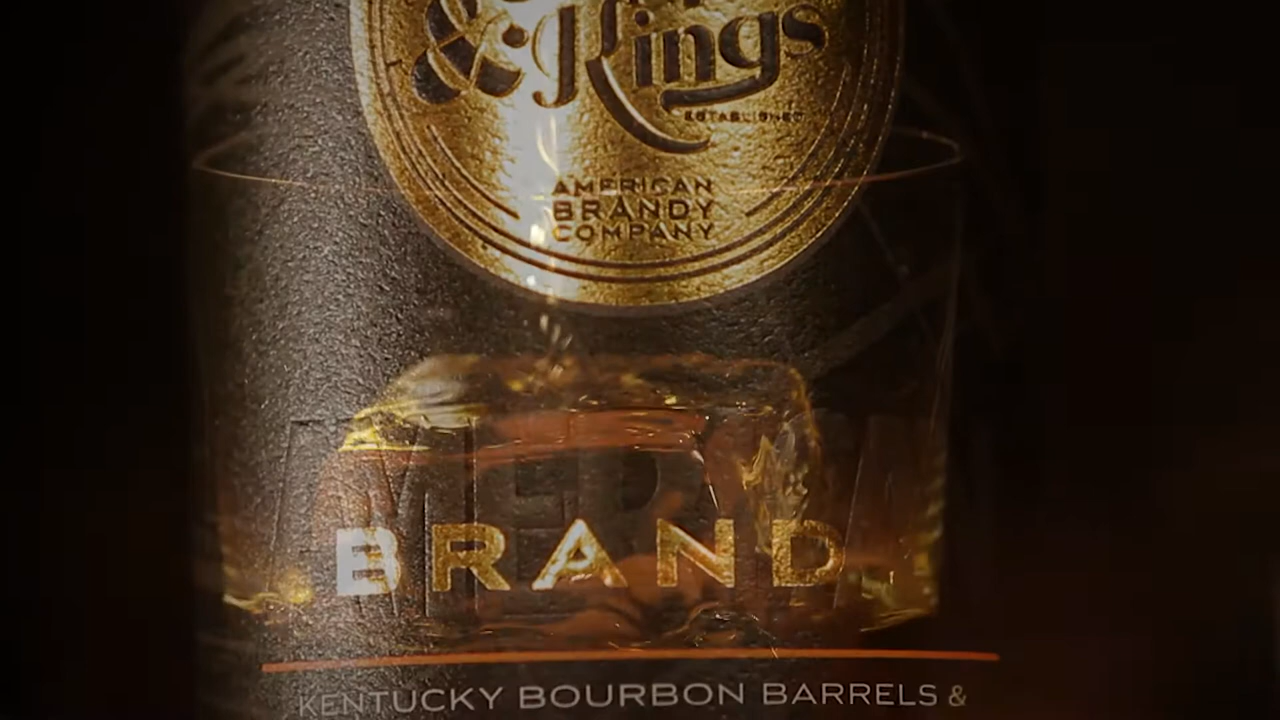 & Kings
ESTABLISHED
AMERICAN
BRANDY
COMPANY
BRAND
KENTUCKY BOURBON BARRELS &